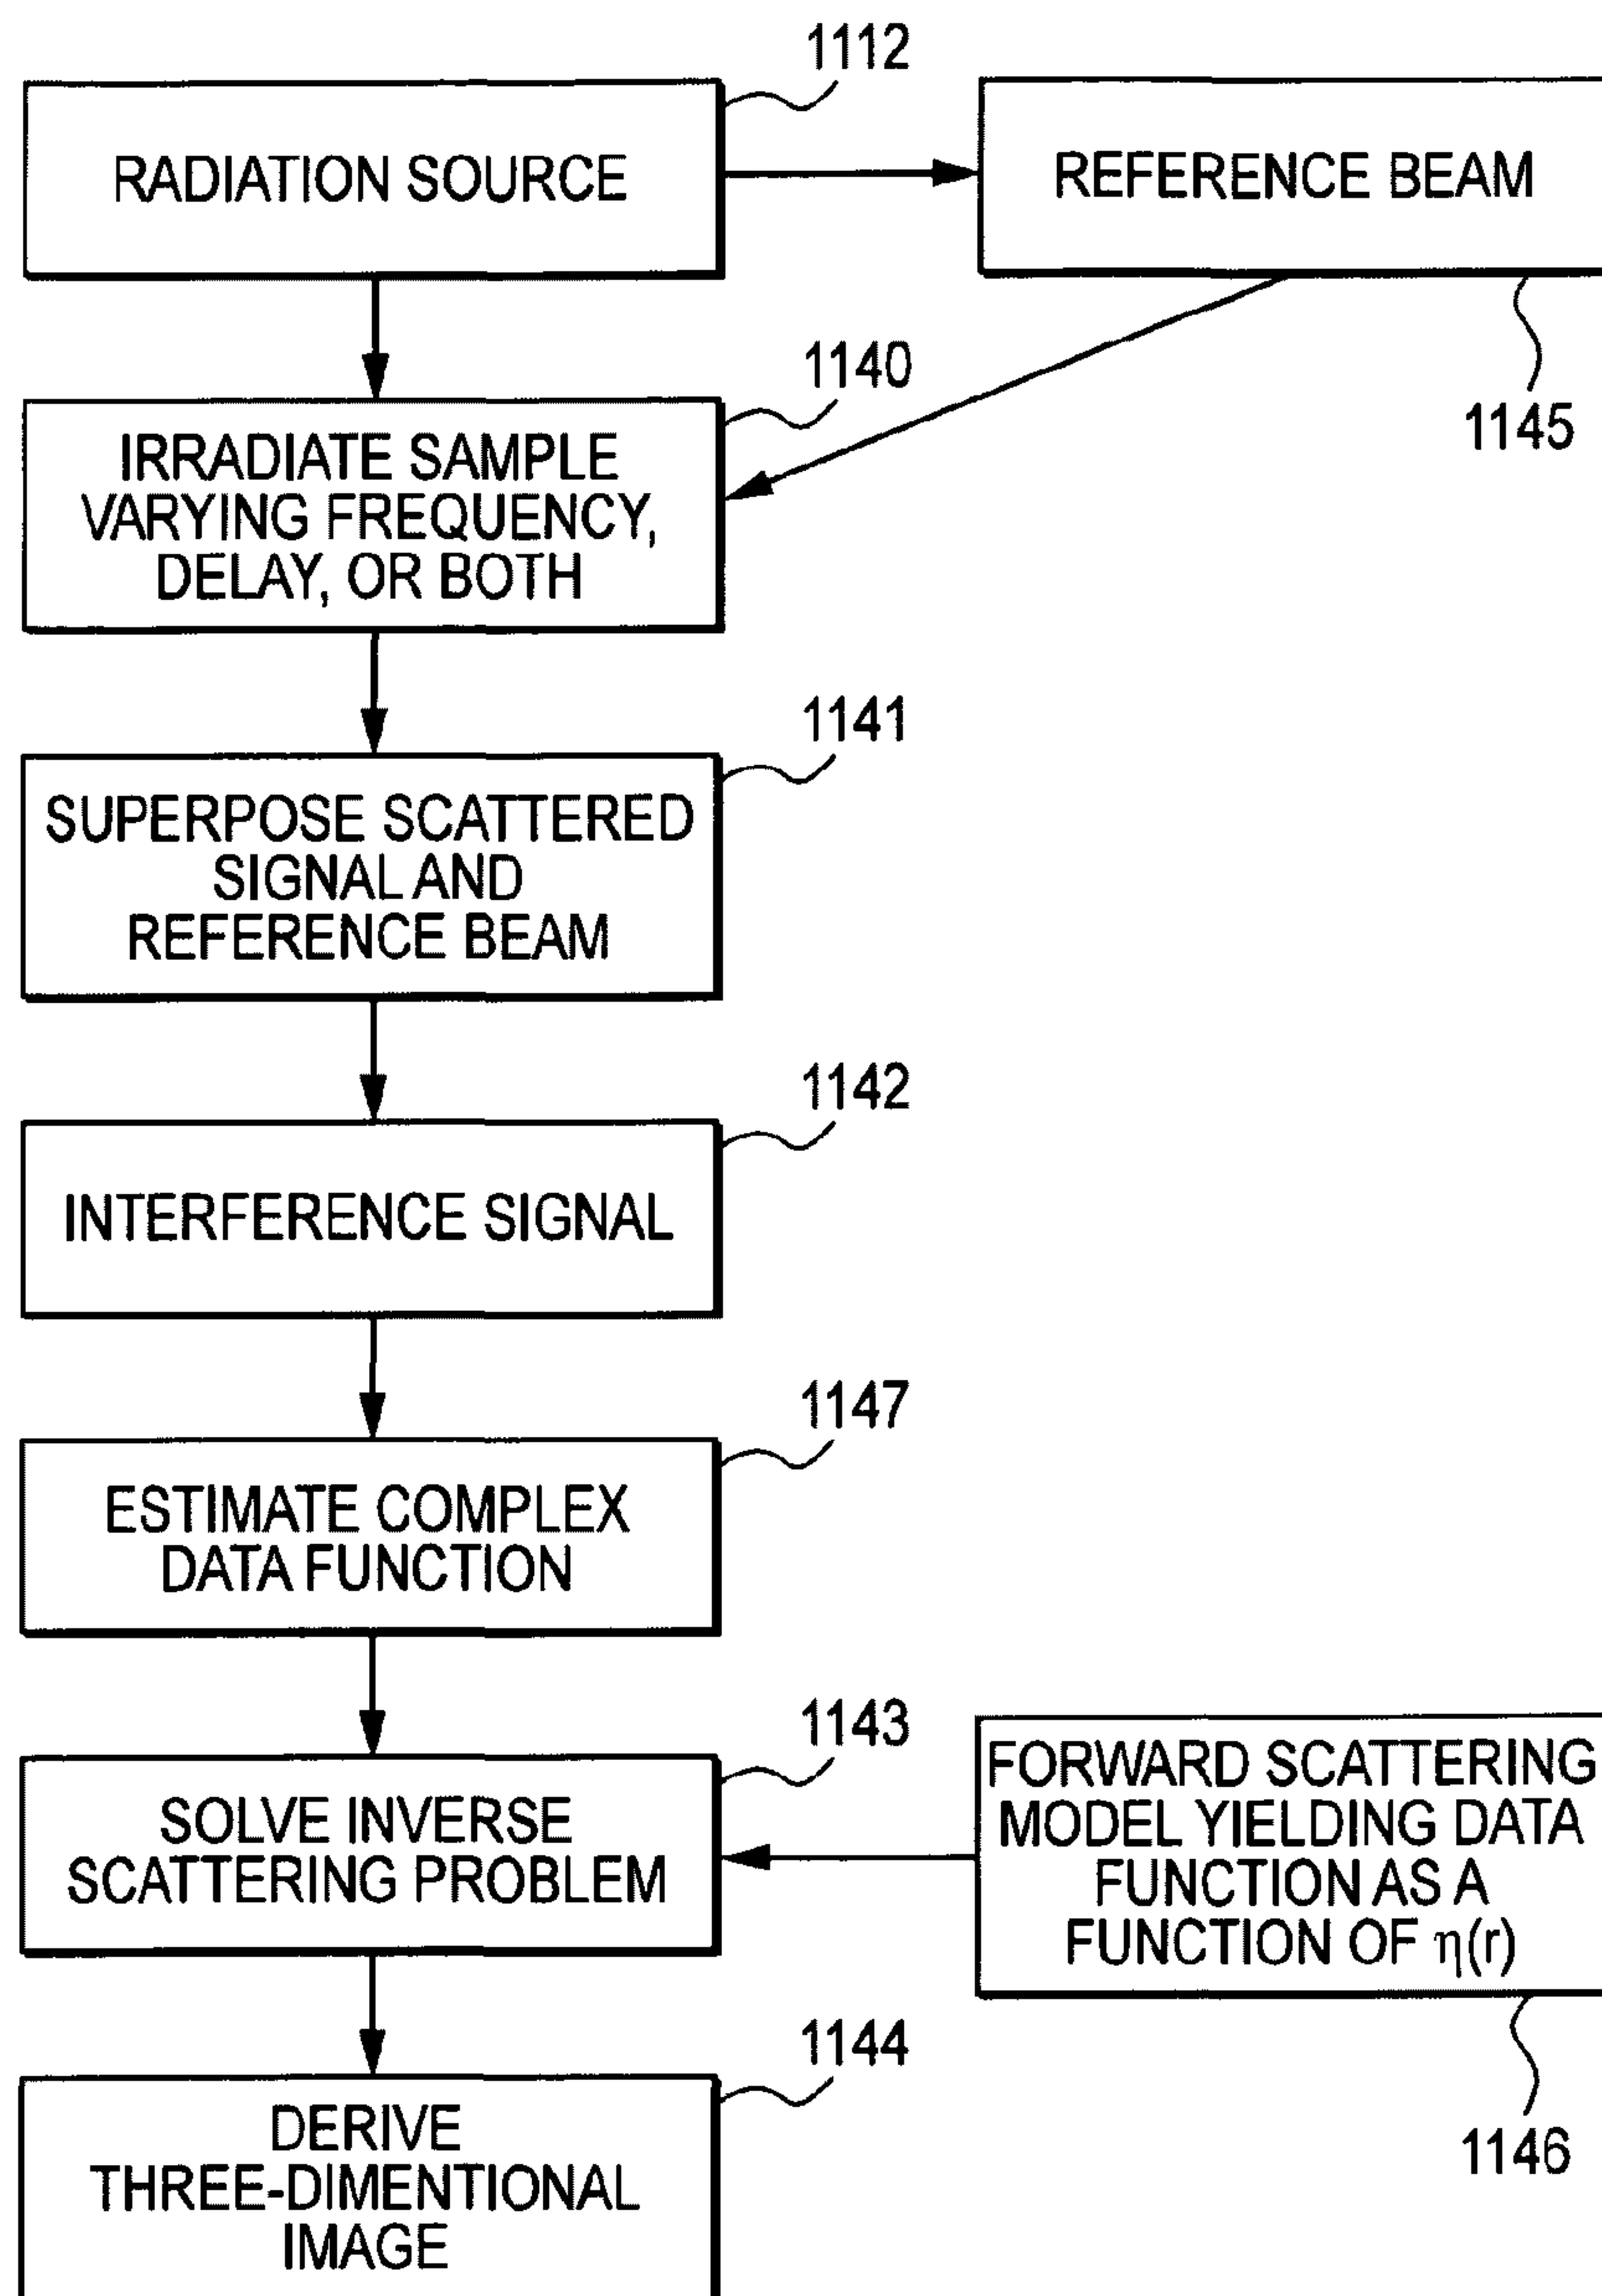 1112
RADIATION SOURCE
REFERENCE BEAM
1145
1140
IRRADIATE SAMPLE
VARYING FREQUENCY,
DELAY, OR BOTH
1141
SUPERPOSE SCATTERED
SIGNAL AND
REFERENCE BEAM
1142
INTERFERENCE SIGNAL
1147
ESTIMATE COMPLEX
DATA FUNCTION
1143
SOLVE INVERSE
SCATTERING PROBLEM
FORWARD SCATTERING
MODEL YIELDING DATA
FUNCTION AS A
FUNCTION OF η(r)
1146
1144
DERIVE
THREE-DIMENTIONAL
IMAGE